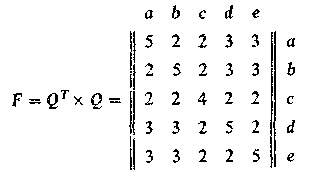 a b c d e
5 2 2 3 3 a
2 5 2 3 3 b
F = Q^T × Q = 2 2 4 2 2 c
3 3 2 5 2 d
3 3 2 2 5 e